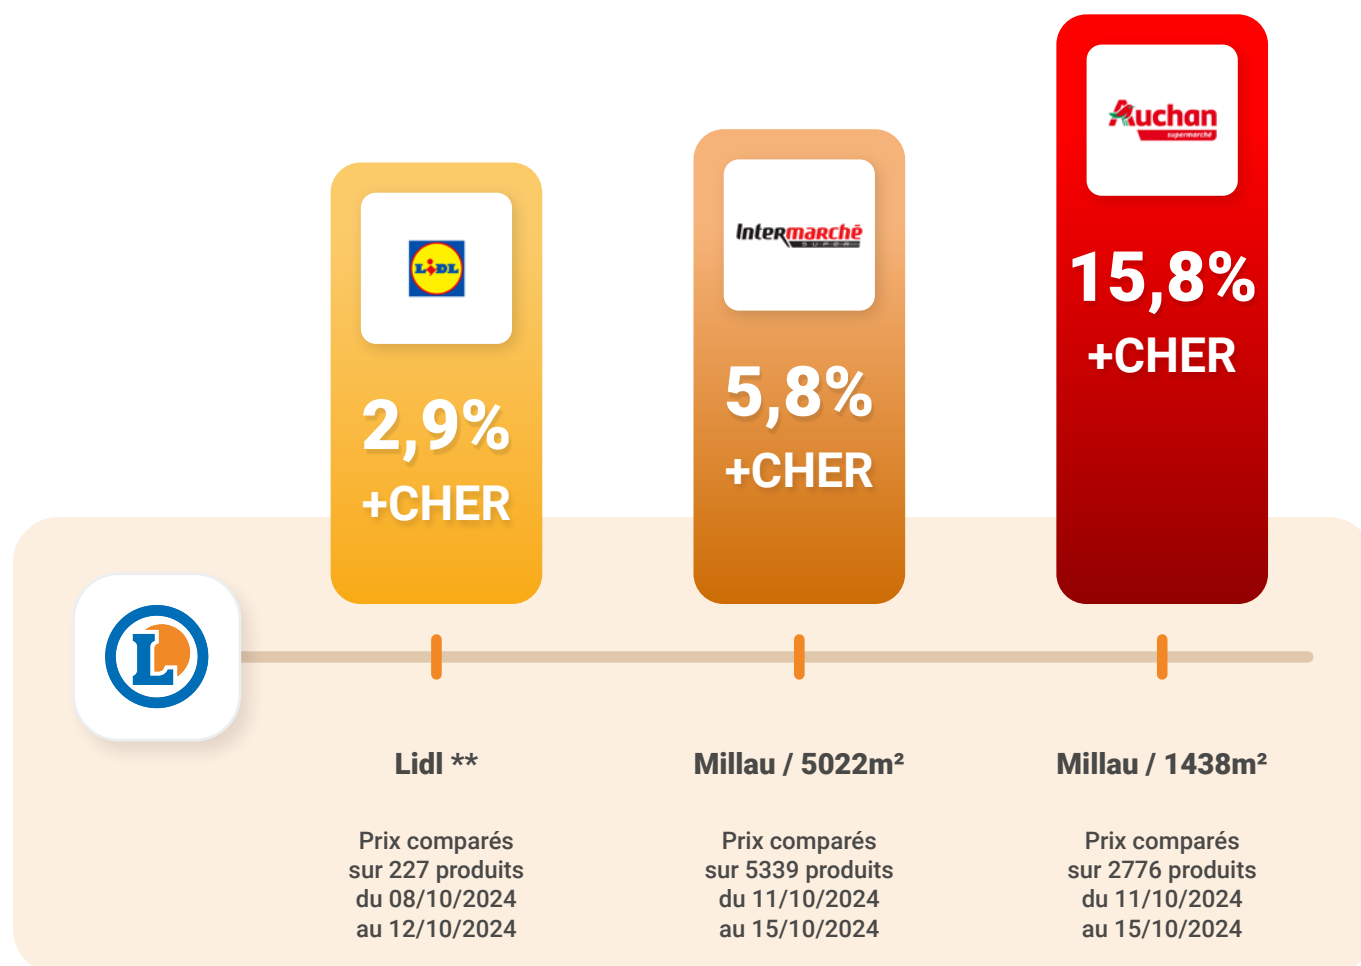 LIDL
2,9%
+CHER
Intermarchē
SUPER
5,8%
+CHER
Auchan
supermarché
15,8%
+CHER
L
Lidl **
Prix comparés
sur 227 produits
du 08/10/2024
au 12/10/2024
Millau / 5022m²
Prix comparés
sur 5339 produits
du 11/10/2024
au 15/10/2024
Millau / 1438m²
Prix comparés
sur 2776 produits
du 11/10/2024
au 15/10/2024